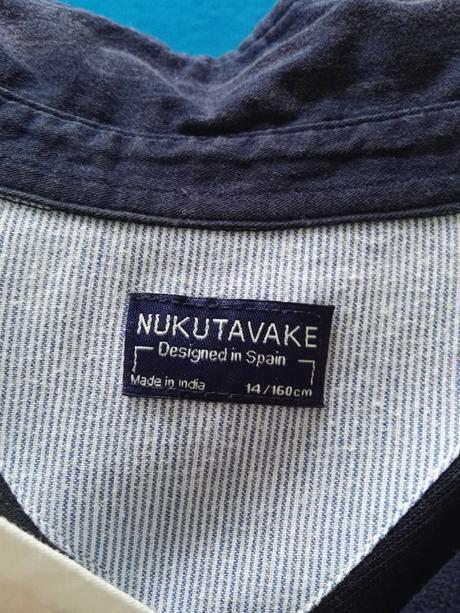 NUKUTAVAKE
Designed in Spain
Made in India 14/160cm